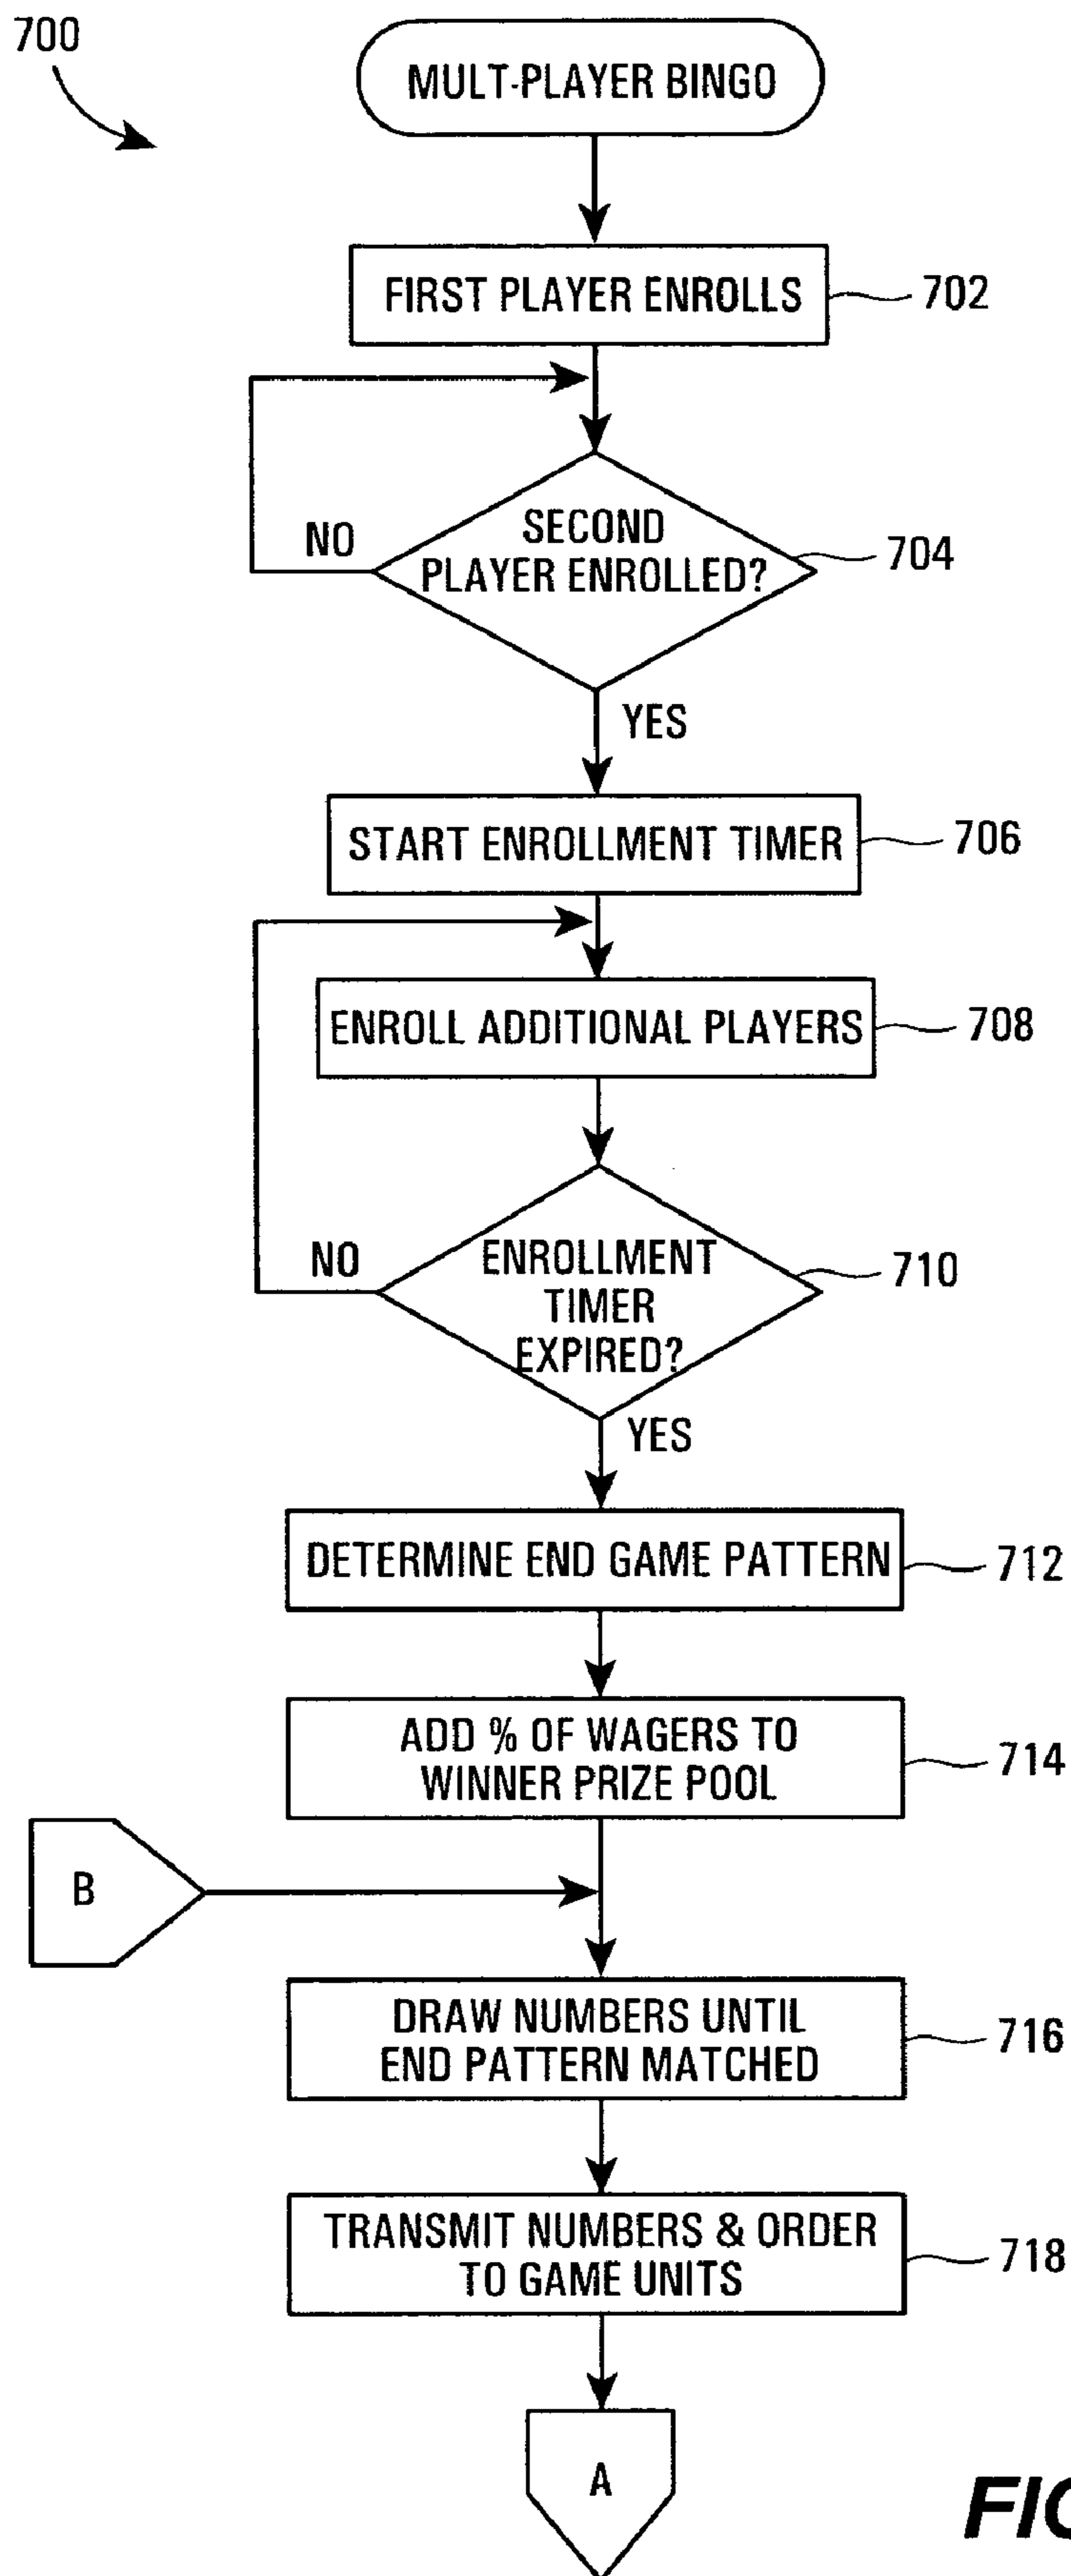 700
MULT-PLAYER BINGO
FIRST PLAYER ENROLLS
702
SECOND
PLAYER ENROLLED?
704
NO
YES
START ENROLLMENT TIMER
706
ENROLL ADDITIONAL PLAYERS
708
ENROLLMENT
TIMER
EXPIRED?
710
NO
YES
DETERMINE END GAME PATTERN
712
ADD % OF WAGERS TO
WINNER PRIZE POOL
714
B
DRAW NUMBERS UNTIL
END PATTERN MATCHED
716
TRANSMIT NUMBERS & ORDER
TO GAME UNITS
718
A